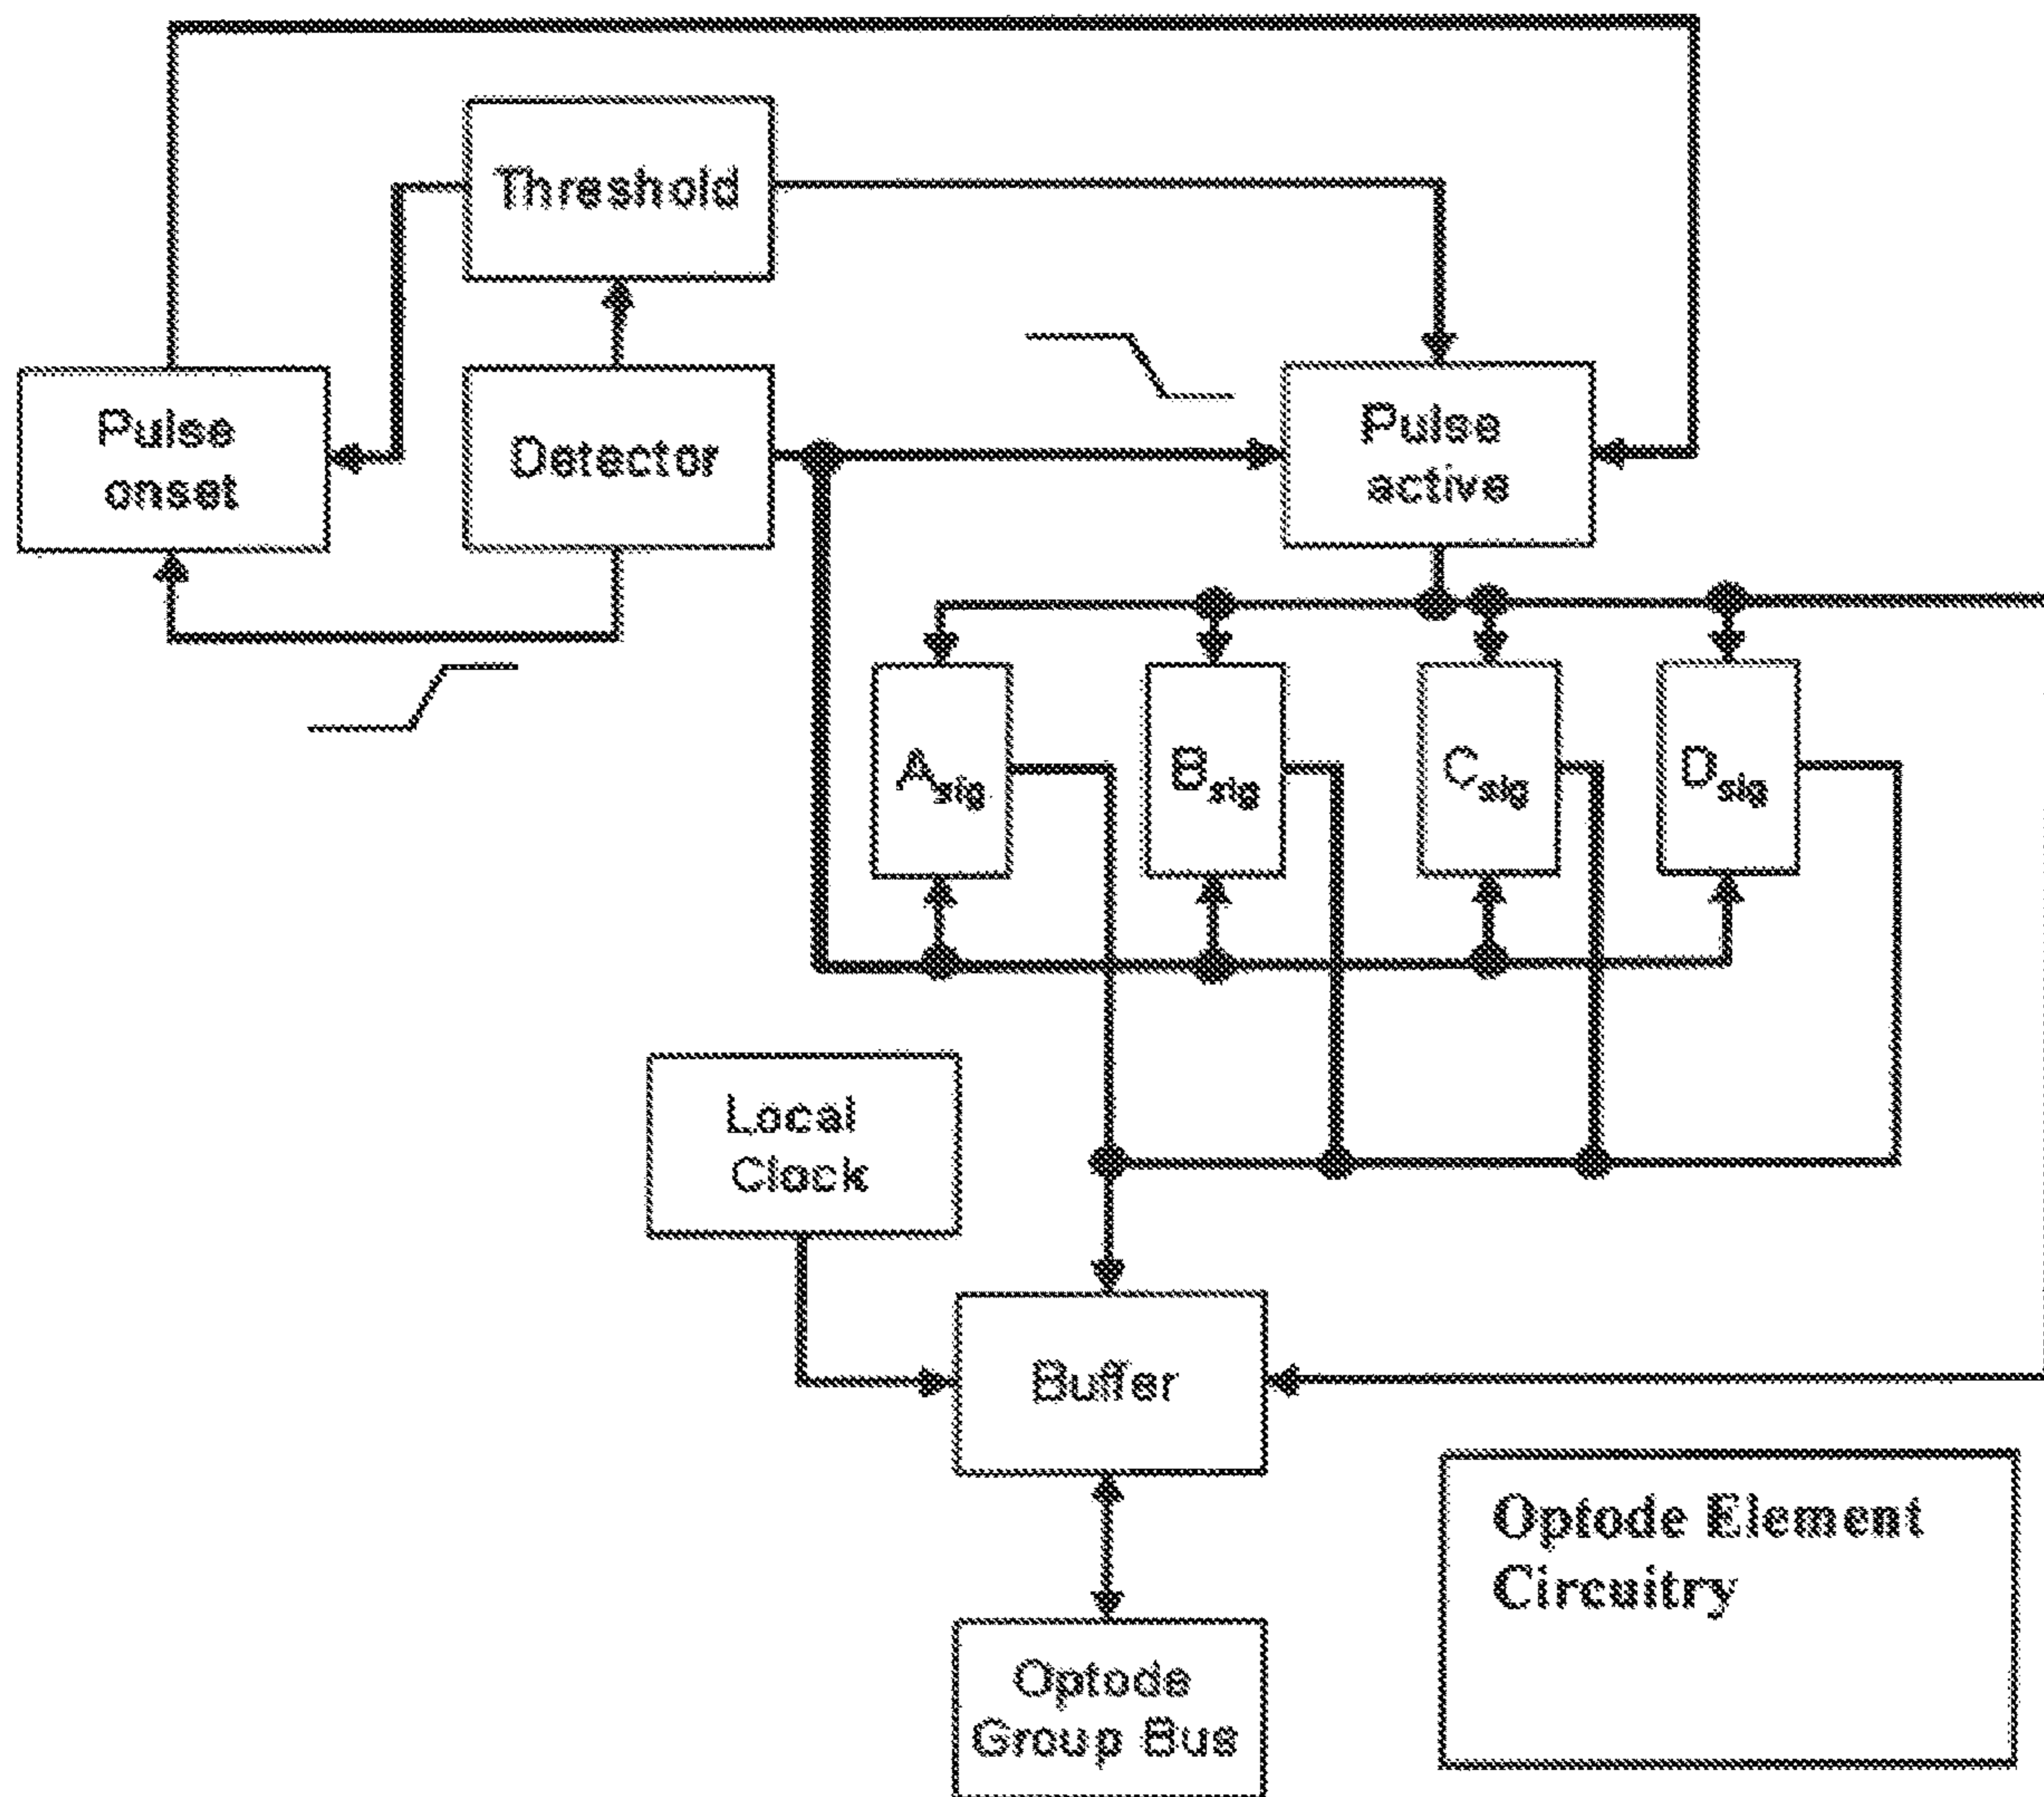 Threshold
Pulse
onset
Detector
Pulse
active
Asig
Bsig
Csig
Dsig
Local
Clock
Buffer
Optode Element
Circuitry
Optode
Group Bus